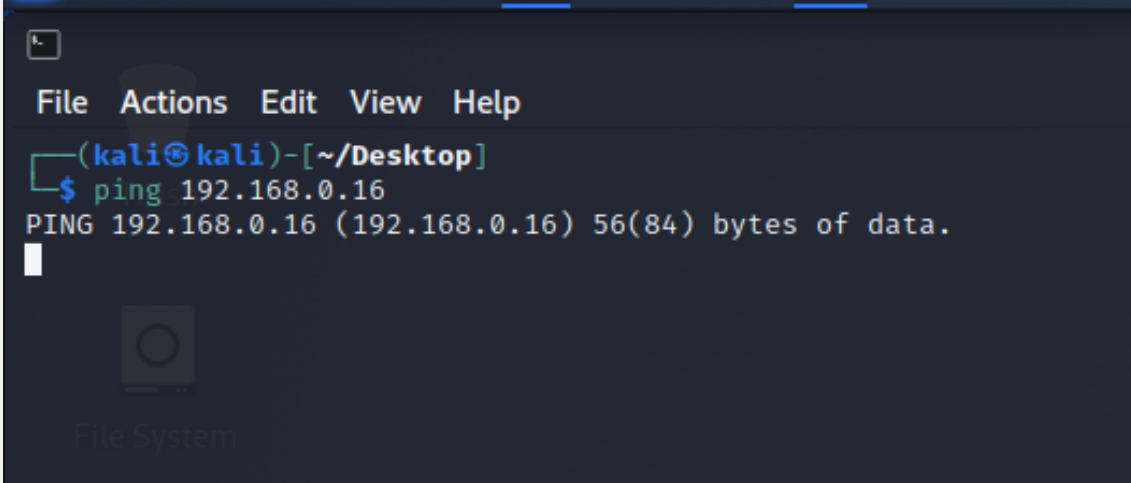 File Actions Edit View Help
┌──(kali㉿kali)-[~/Desktop]
└─$ ping 192.168.0.16
PING 192.168.0.16 (192.168.0.16) 56(84) bytes of data.
File System